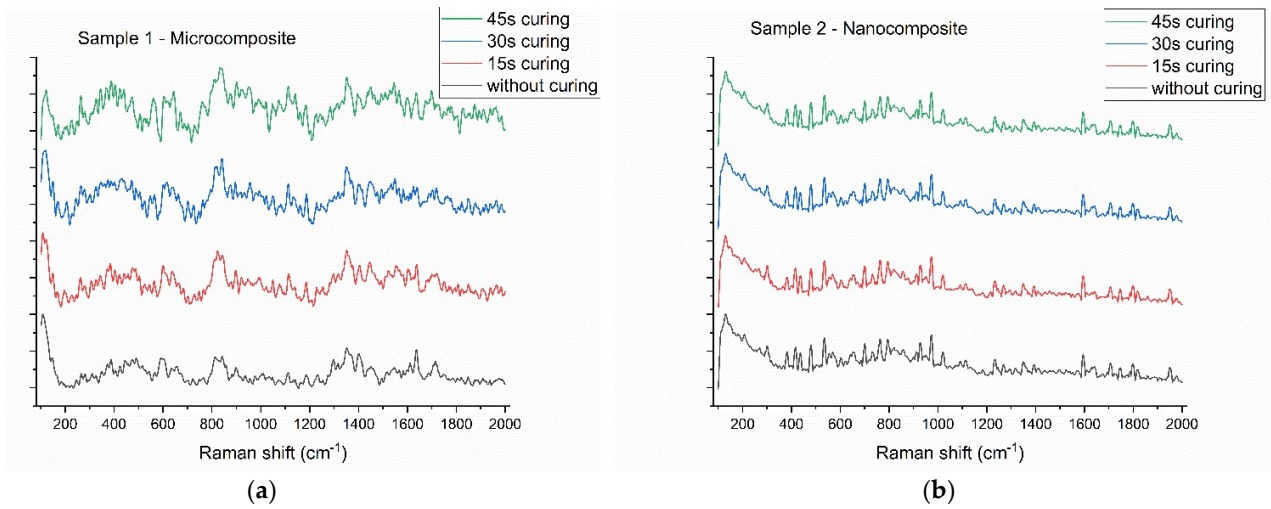 Sample 1 - Microcomposite
45s curing
30s curing
15s curing
without curing
200 400 600 800 1000 1200 1400 1600 1800 2000
Raman shift (cm⁻¹)
(a)
Sample 2 - Nanocomposite
45s curing
30s curing
15s curing
without curing
200 400 600 800 1000 1200 1400 1600 1800 2000
Raman shift (cm⁻¹)
(b)